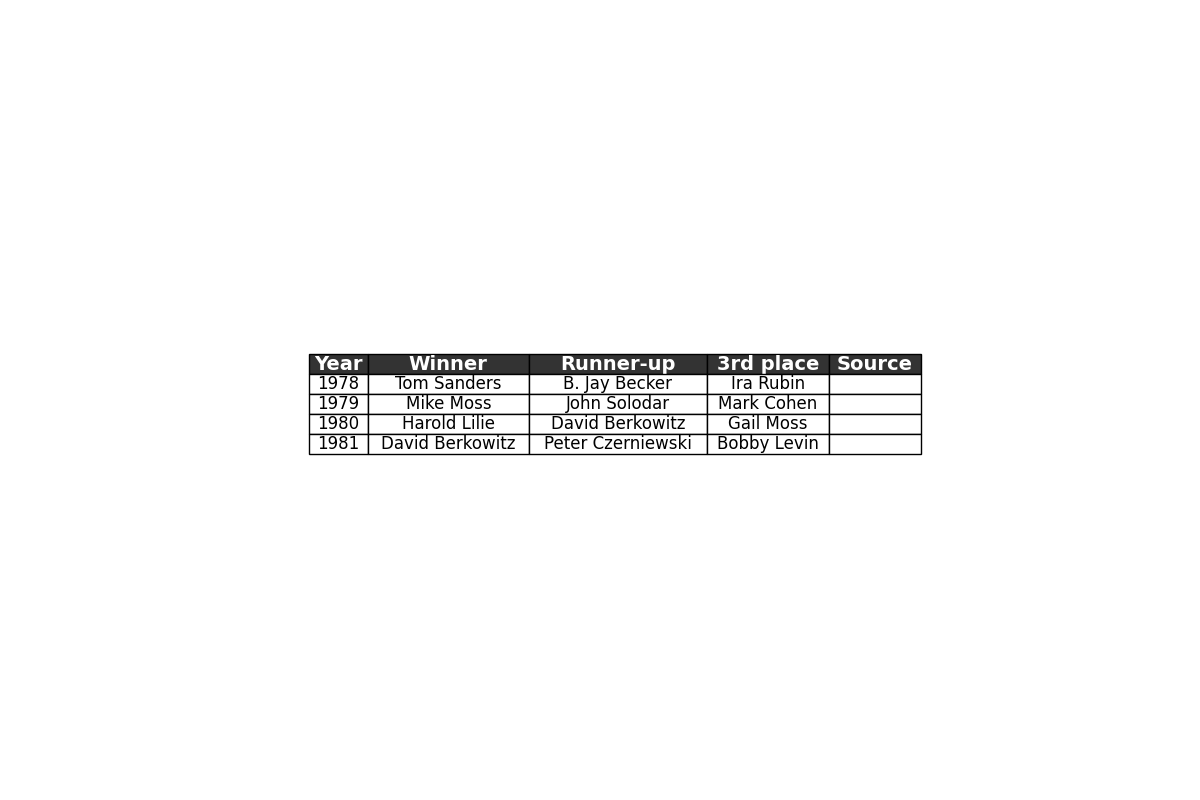 Year Winner Runner-up 3rd place Source
1978 Tom Sanders B. Jay Becker Ira Rubin
1979 Mike Moss John Solodar Mark Cohen
1980 Harold Lilie David Berkowitz Gail Moss
1981 David Berkowitz Peter Czerniewski Bobby Levin